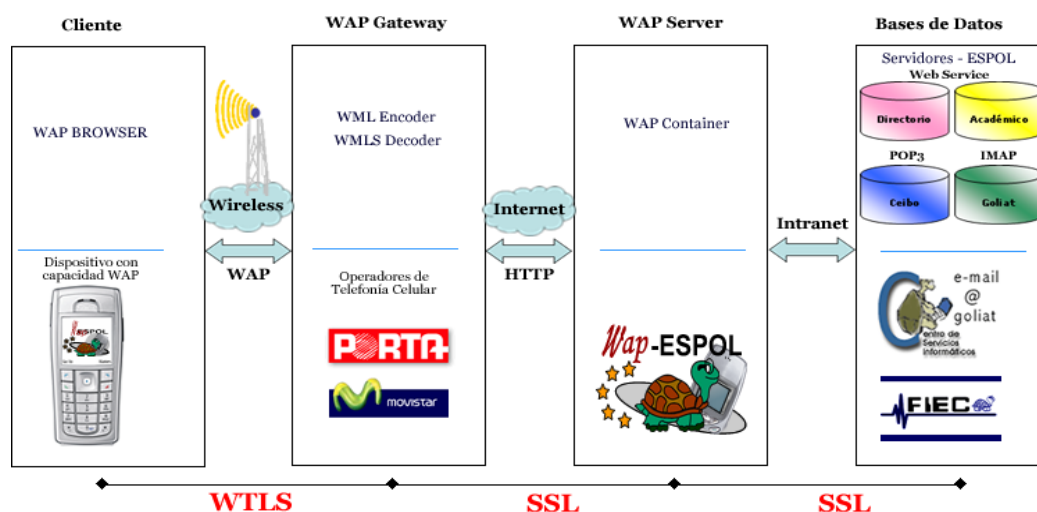 Cliente
WAP Gateway
WAP Server
Bases de Datos
WAP BROWSER
Dispositivo con
capacidad WAP
ESPOL
Wireless
WAP
WML Encoder
WMLS Decoder
Operadores de
Telefonía Celular
PORTA
movistar
Internet
HTTP
WAP Container
Wap-ESPOL
Intranet
Servidores - ESPOL
Web Service
Directorio
Académico
POP3
IMAP
Ceibo
Goliat
e-mail
@
goliat
Centro de
Servicios
Informáticos
FIEC
WTLS
SSL
SSL